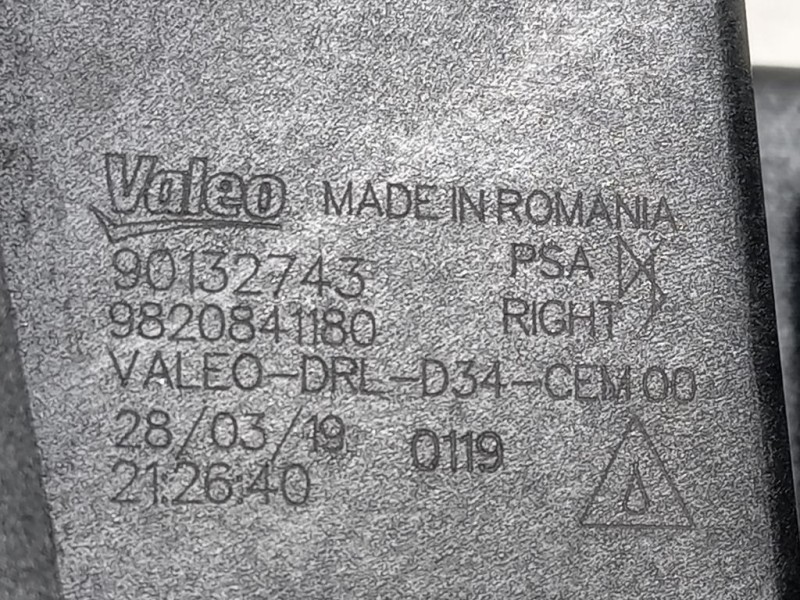 Valeo MADE IN ROMANIA
90132743 PSA
9820841180 RIGHT
VALEO-DRL-D34-CEM 00
28/03/19 0119
21:26:40